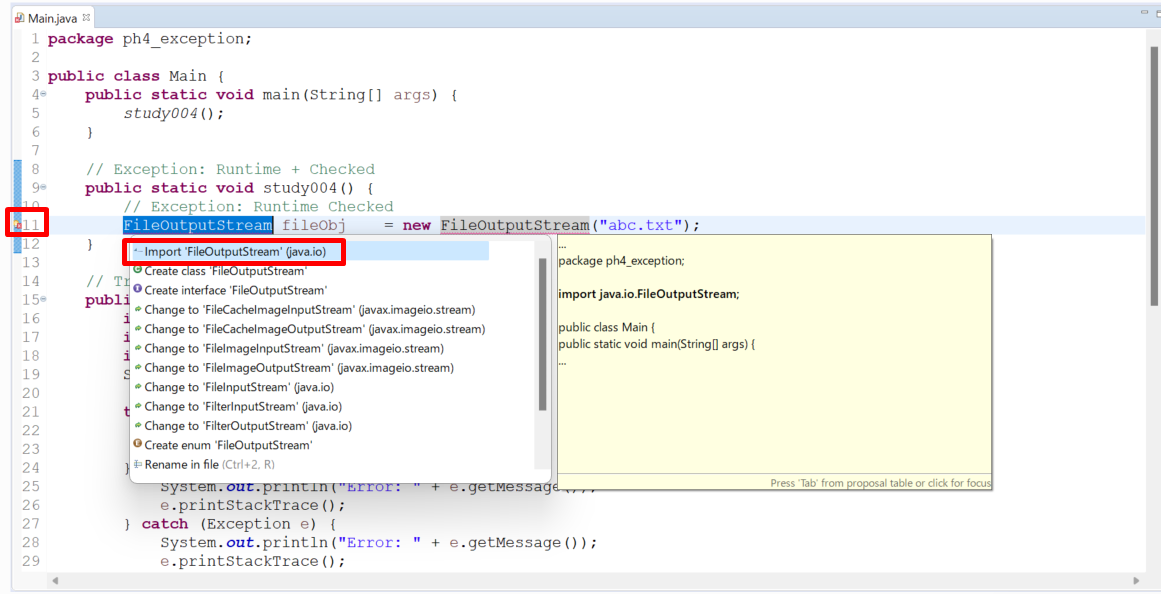 Main.java
1 package ph4_exception;
2
3 public class Main {
4 public static void main(String[] args) {
5 study004();
6 }
7
8 // Exception: Runtime + Checked
9 public static void study004() {
10 // Exception: Runtime Checked
11 FileOutputStream fileObj = new FileOutputStream("abc.txt");
12 }
13
14 // Tr
15 publi
16 i
17 i
18 i
19 S
20
21 t
22
23
24 }
25 System.out.println("Error: " + e.getMessage());
26 e.printStackTrace();
27 } catch (Exception e) {
28 System.out.println("Error: " + e.getMessage());
29 e.printStackTrace();
Import 'FileOutputStream' (java.io)
Create class 'FileOutputStream'
Create interface 'FileOutputStream'
Change to 'FileCacheImageInputStream' (javax.imageio.stream)
Change to 'FileCacheImageOutputStream' (javax.imageio.stream)
Change to 'FileImageInputStream' (javax.imageio.stream)
Change to 'FileImageOutputStream' (javax.imageio.stream)
Change to 'FileInputStream' (java.io)
Change to 'FilterInputStream' (java.io)
Change to 'FilterOutputStream' (java.io)
Create enum 'FileOutputStream'
Rename in file (Ctrl+2, R)
...
package ph4_exception;
import java.io.FileOutputStream;
public class Main {
public static void main(String[] args) {
...
Press 'Tab' from proposal table or click for focus